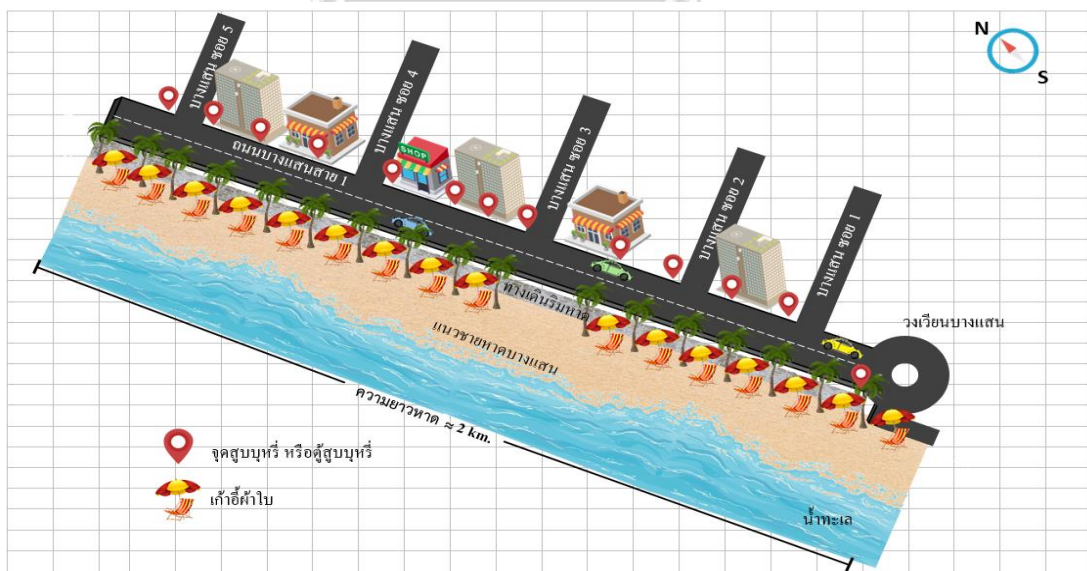 N
S
บางแสน ซอย 5
บางแสน ซอย 4
บางแสน ซอย 3
บางแสน ซอย 2
บางแสน ซอย 1
SHOP
ถนนบางแสนสาย 1
ทางเดินริมหาด
วงเวียนบางแสน
แนวชายหาดบางแสน
ความยาวหาด ≈ 2 km.
จุดสูบบุหรี่ หรือตู้สูบบุหรี่
เก้าอี้ผ้าใบ
น้ำทะเล